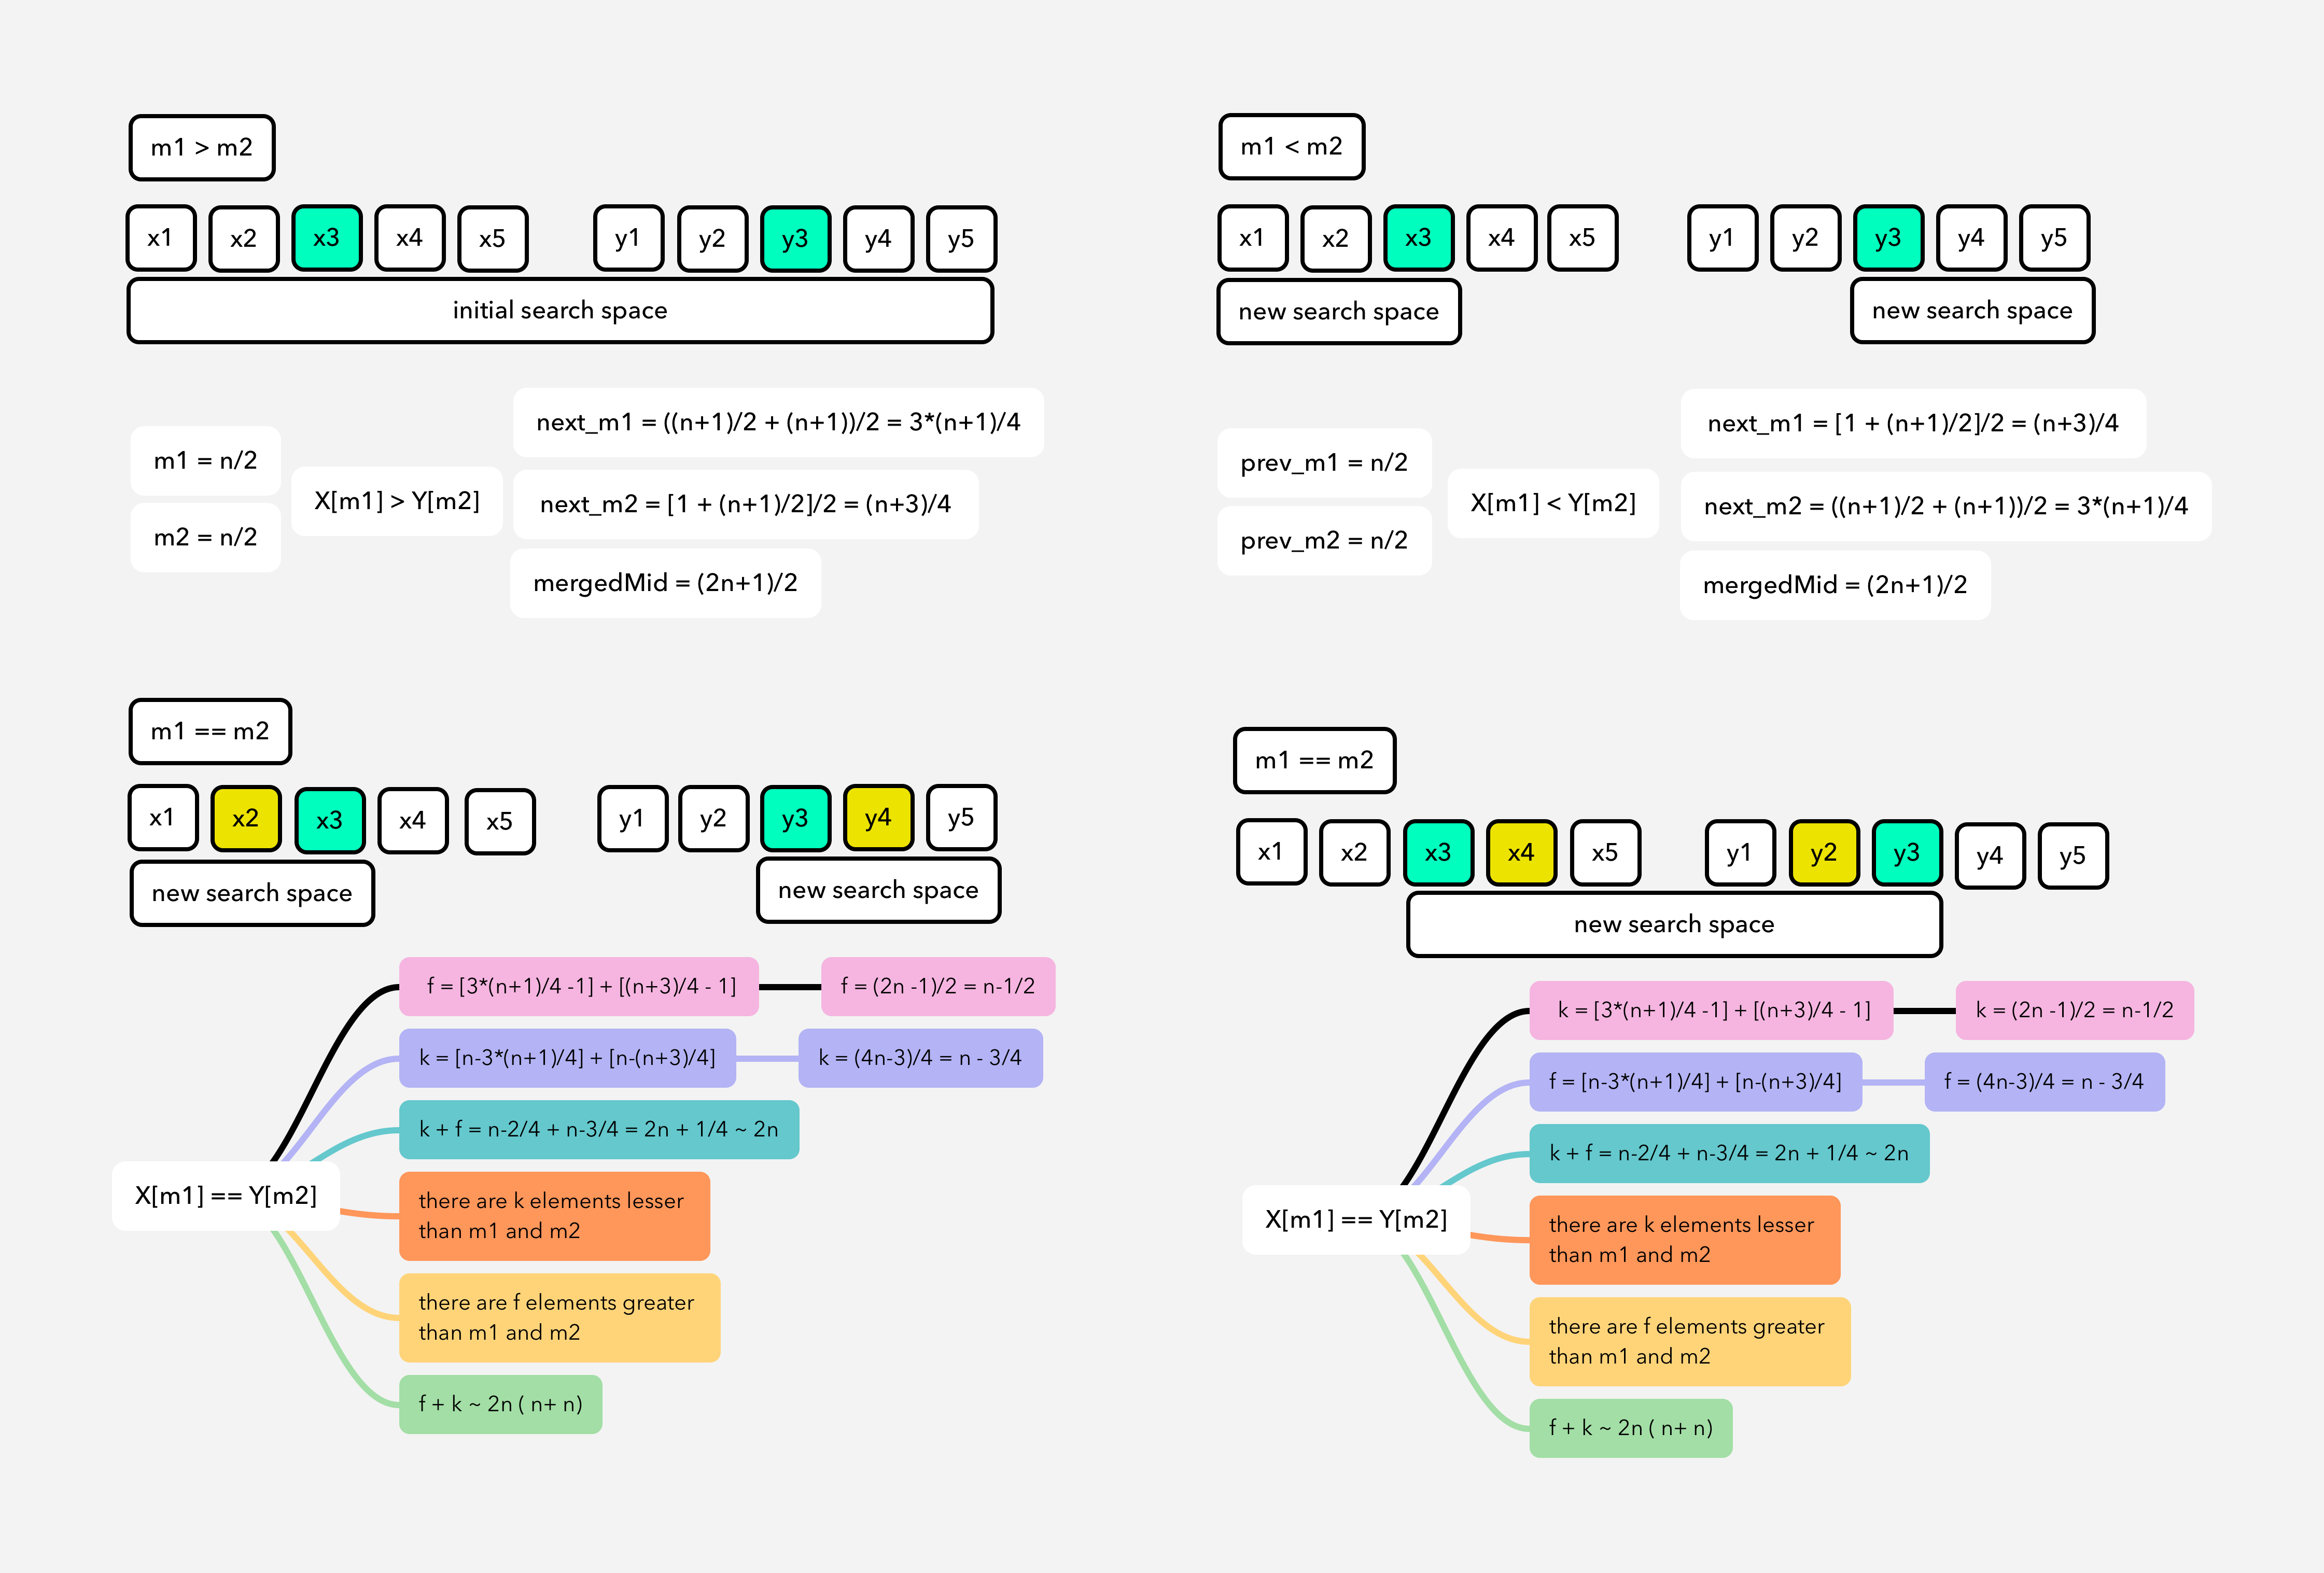 m1 > m2
x1 x2 x3 x4 x5 y1 y2 y3 y4 y5
initial search space
m1 = n/2
m2 = n/2
X[m1] > Y[m2]
next_m1 = ((n+1)/2 + (n+1))/2 = 3*(n+1)/4
next_m2 = [1 + (n+1)/2]/2 = (n+3)/4
mergedMid = (2n+1)/2
m1 < m2
x1 x2 x3 x4 x5 y1 y2 y3 y4 y5
new search space
new search space
prev_m1 = n/2
prev_m2 = n/2
X[m1] < Y[m2]
next_m1 = [1 + (n+1)/2]/2 = (n+3)/4
next_m2 = ((n+1)/2 + (n+1))/2 = 3*(n+1)/4
mergedMid = (2n+1)/2
m1 == m2
x1 x2 x3 x4 x5 y1 y2 y3 y4 y5
new search space
new search space
X[m1] == Y[m2]
f = [3*(n+1)/4 -1] + [(n+3)/4 - 1]
f = (2n -1)/2 = n-1/2
k = [n-3*(n+1)/4] + [n-(n+3)/4]
k = (4n-3)/4 = n - 3/4
k + f = n-2/4 + n-3/4 = 2n + 1/4 ~ 2n
there are k elements lesser
than m1 and m2
there are f elements greater
than m1 and m2
f + k ~ 2n ( n+ n)
m1 == m2
x1 x2 x3 x4 x5 y1 y2 y3 y4 y5
new search space
X[m1] == Y[m2]
k = [3*(n+1)/4 -1] + [(n+3)/4 - 1]
k = (2n -1)/2 = n-1/2
f = [n-3*(n+1)/4] + [n-(n+3)/4]
f = (4n-3)/4 = n - 3/4
k + f = n-2/4 + n-3/4 = 2n + 1/4 ~ 2n
there are k elements lesser
than m1 and m2
there are f elements greater
than m1 and m2
f + k ~ 2n ( n+ n)